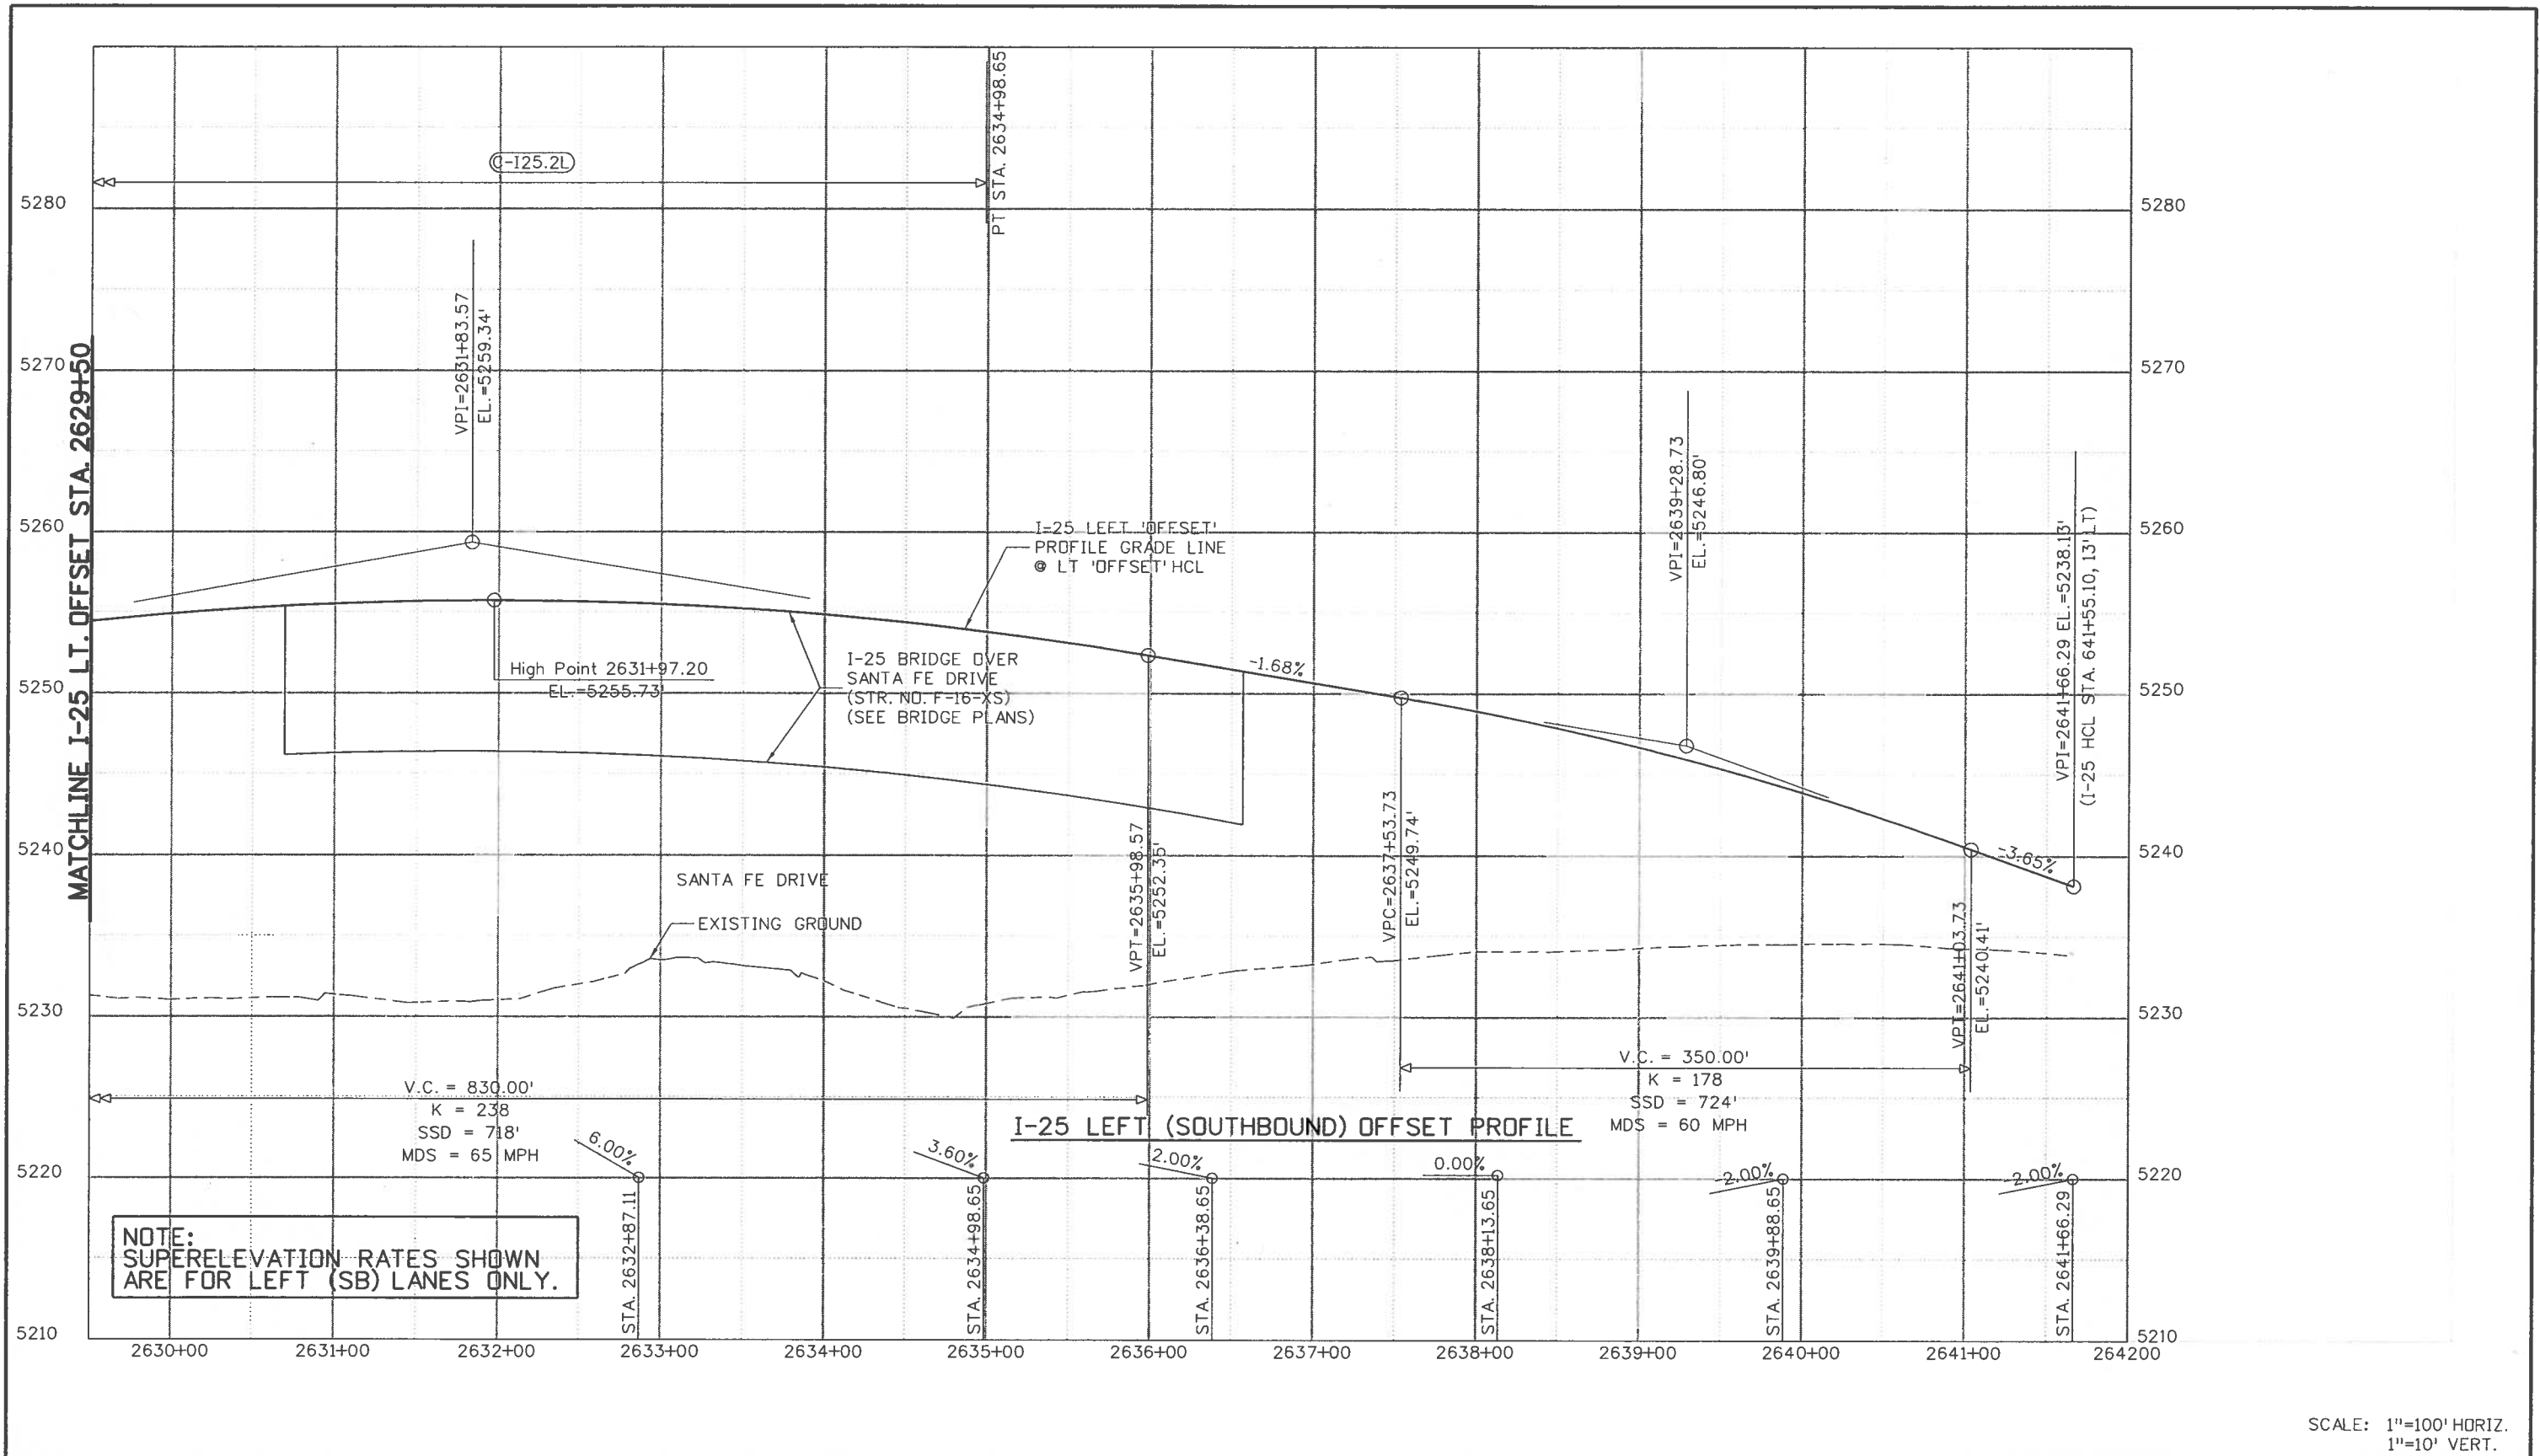 PT STA. 2634+98.65
C-I25.2L
5280
5280
VPI=2631+83.57
EL.=5259.34'
5270
5270
MATCHLINE I-25 LT. OFFSET STA. 2629+50
VPI=2639+28.73
EL.=5246.80'
VPI=2641+66.29 EL.=5238.13'
(I-25 HCL STA. 641+55.10, 13' LT)
5260
5260
I-25 LEFT 'OFFSET'
PROFILE GRADE LINE
@ LT 'OFFSET' HCL
High Point 2631+97.20
EL.=5255.73'
I-25 BRIDGE OVER
SANTA FE DRIVE
(STR. NO. F-16-XS)
(SEE BRIDGE PLANS)
-1.68%
5250
5250
VPT=2635+98.57
EL.=5252.35'
VPC=2637+53.73
EL.=5249.74'
5240
5240
-3.65%
SANTA FE DRIVE
EXISTING GROUND
VPT=2641+03.73
EL.=5240.41'
5230
5230
V.C. = 830.00'
K = 238
SSD = 718'
MDS = 65 MPH
V.C. = 350.00'
K = 178
SSD = 724'
MDS = 60 MPH
I-25 LEFT (SOUTHBOUND) OFFSET PROFILE
5220
5220
6.00%
3.60%
2.00%
0.00%
-2.00%
-2.00%
STA. 2632+87.11
STA. 2634+98.65
STA. 2636+38.65
STA. 2638+13.65
STA. 2639+88.65
STA. 2641+66.29
NOTE:
SUPERELEVATION RATES SHOWN
ARE FOR LEFT (SB) LANES ONLY.
5210
5210
2630+00 2631+00 2632+00 2633+00 2634+00 2635+00 2636+00 2637+00 2638+00 2639+00 2640+00 2641+00 264200
SCALE: 1"=100' HORIZ.
1"=10' VERT.